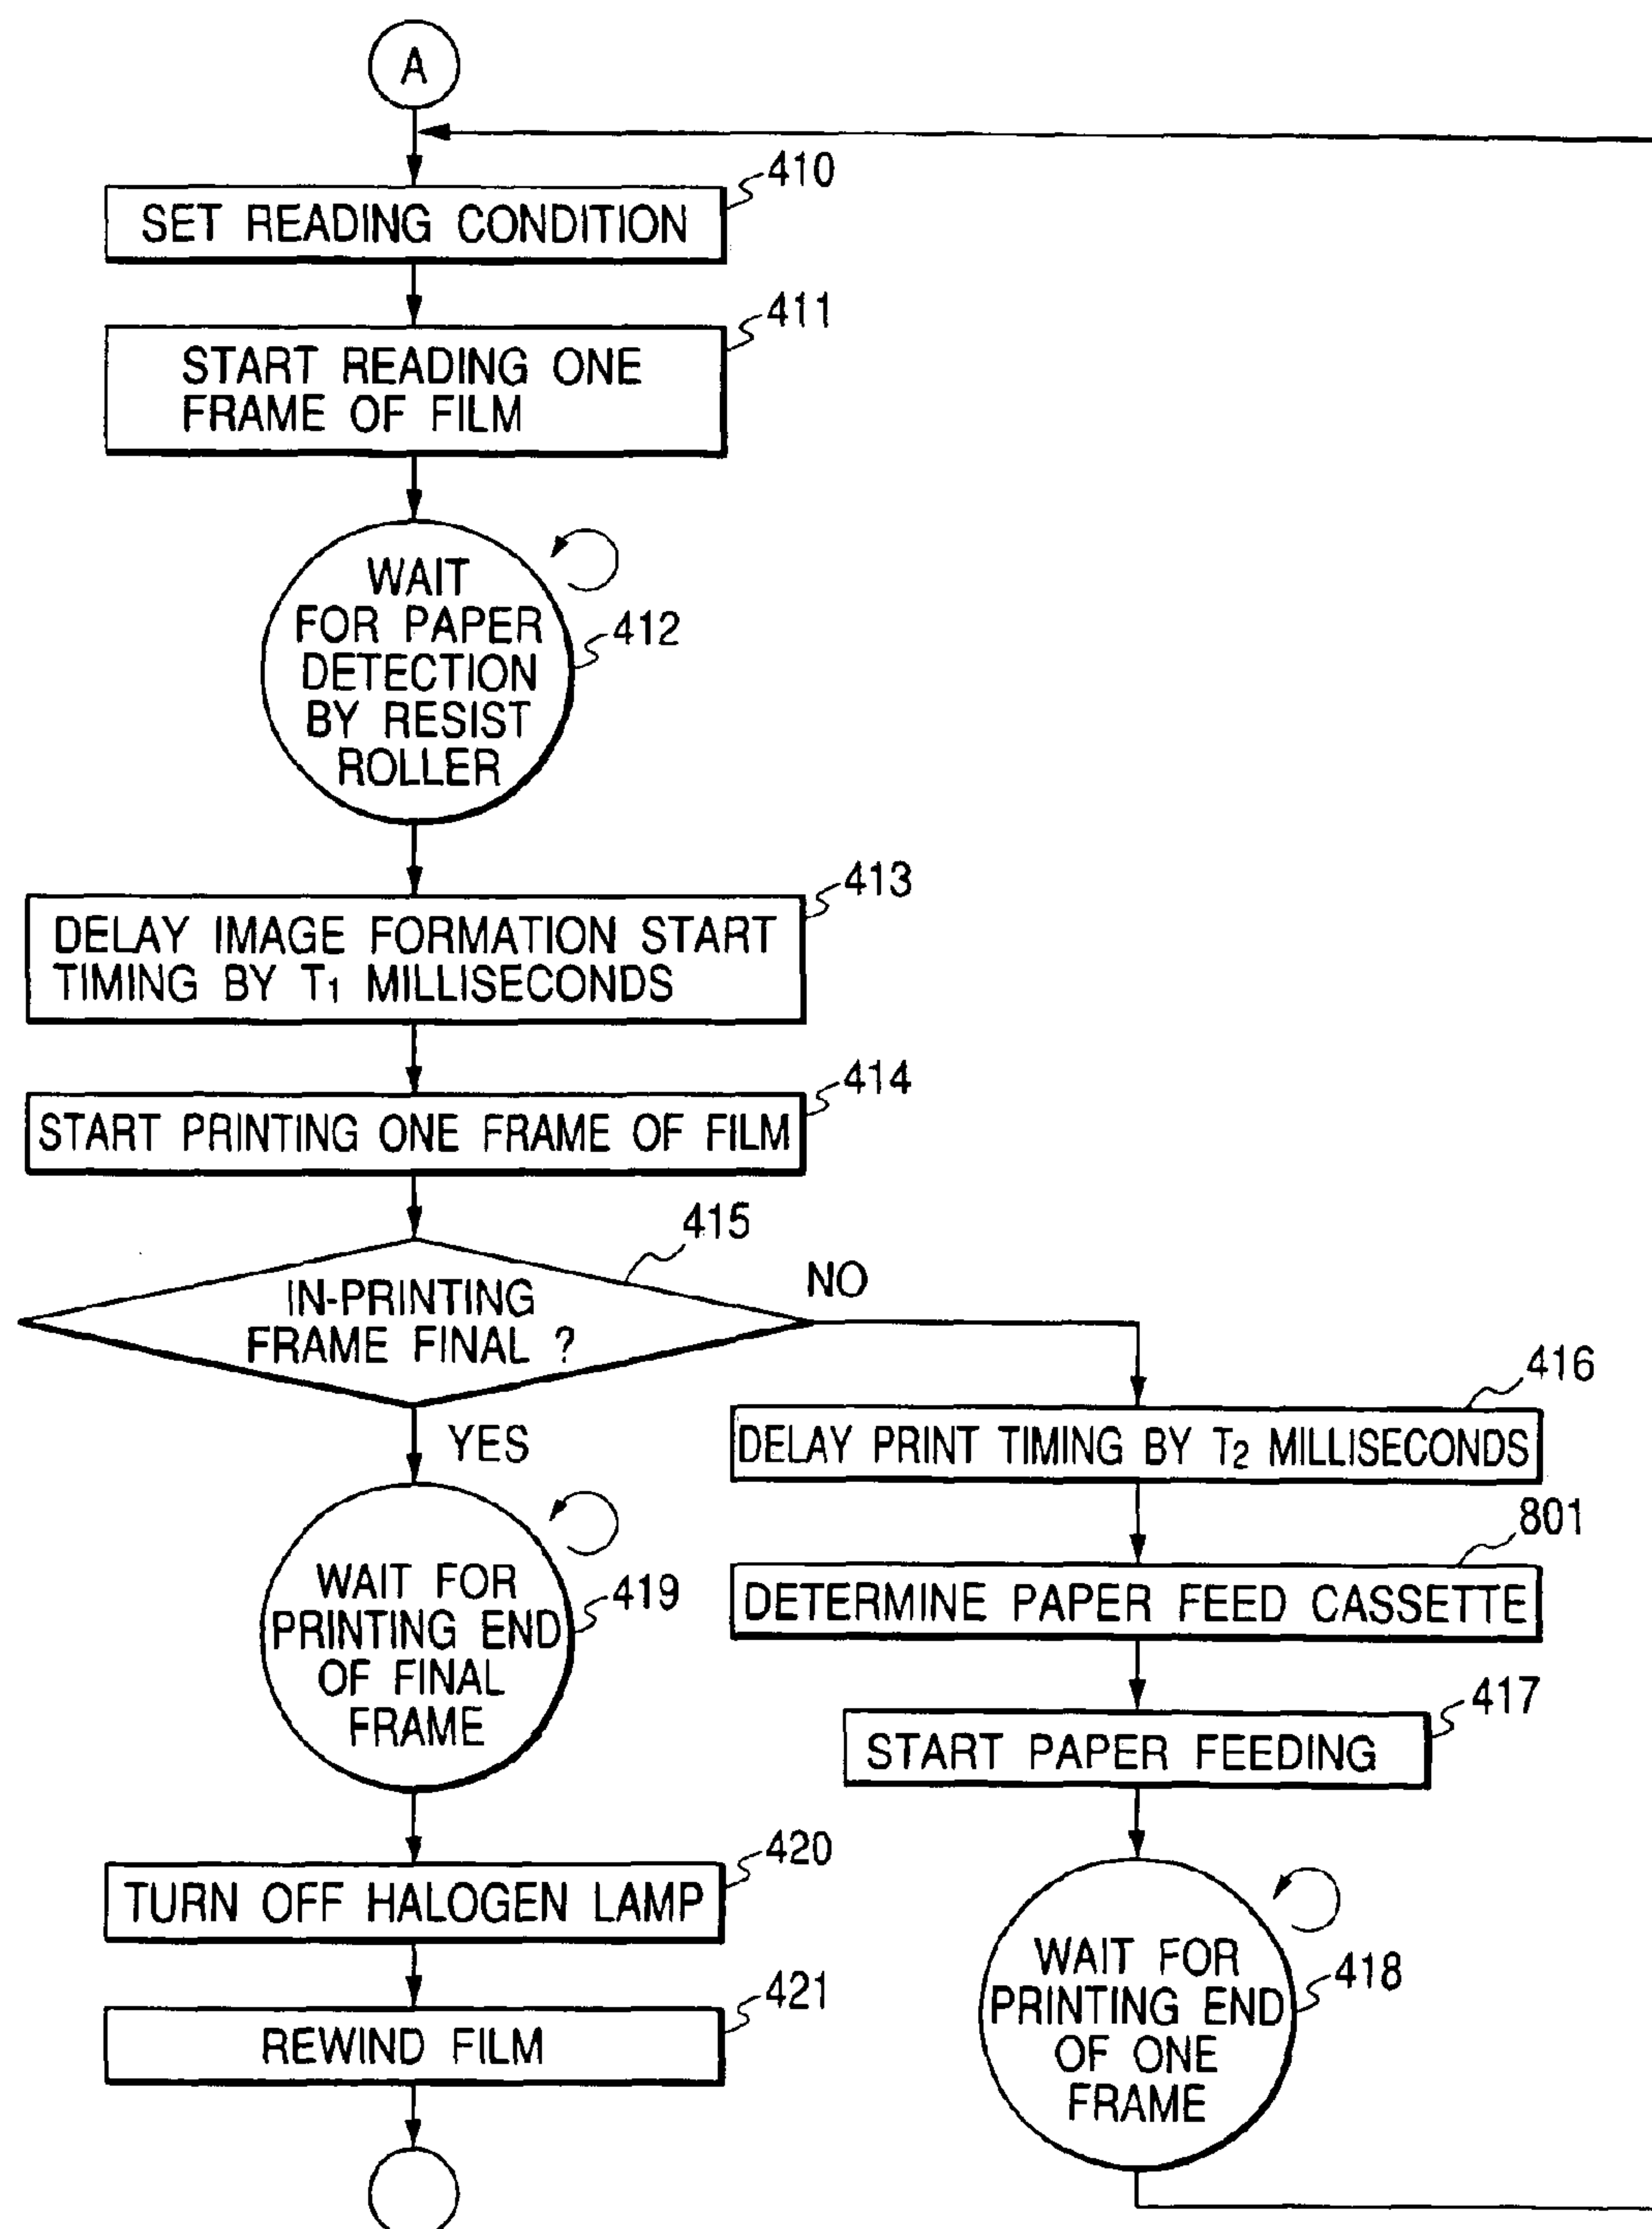 A
410
SET READING CONDITION
411
START READING ONE
FRAME OF FILM
WAIT
FOR PAPER
DETECTION
BY RESIST
ROLLER
412
413
DELAY IMAGE FORMATION START
TIMING BY T1 MILLISECONDS
414
START PRINTING ONE FRAME OF FILM
415
IN-PRINTING
FRAME FINAL ?
NO
YES
416
DELAY PRINT TIMING BY T2 MILLISECONDS
801
DETERMINE PAPER FEED CASSETTE
417
START PAPER FEEDING
WAIT FOR
PRINTING END
OF ONE
FRAME
418
WAIT FOR
PRINTING END
OF FINAL
FRAME
419
420
TURN OFF HALOGEN LAMP
421
REWIND FILM